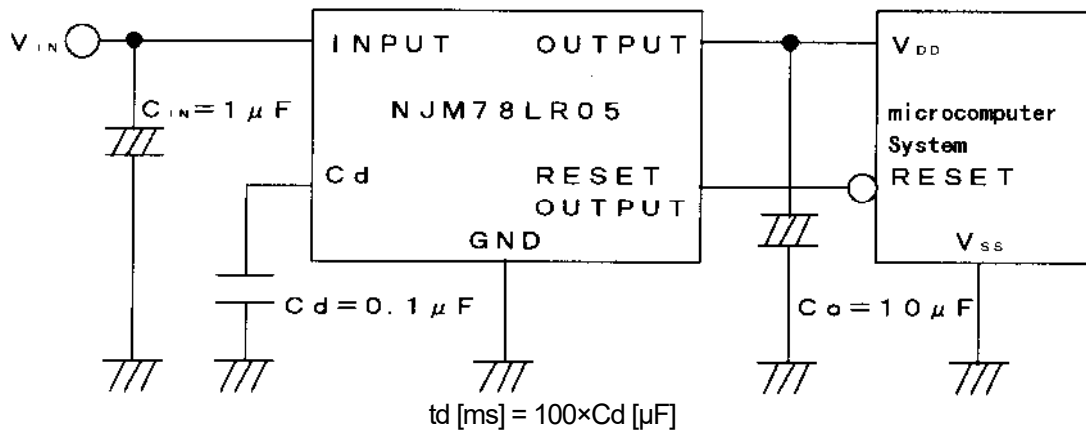 VIN
INPUT OUTPUT
VDD
CIN=1μF
NJM78LR05
microcomputer
System
Cd
RESET
OUTPUT
RESET
GND
VSS
Cd=0.1μF
Co=10μF
td [ms] = 100×Cd [μF]